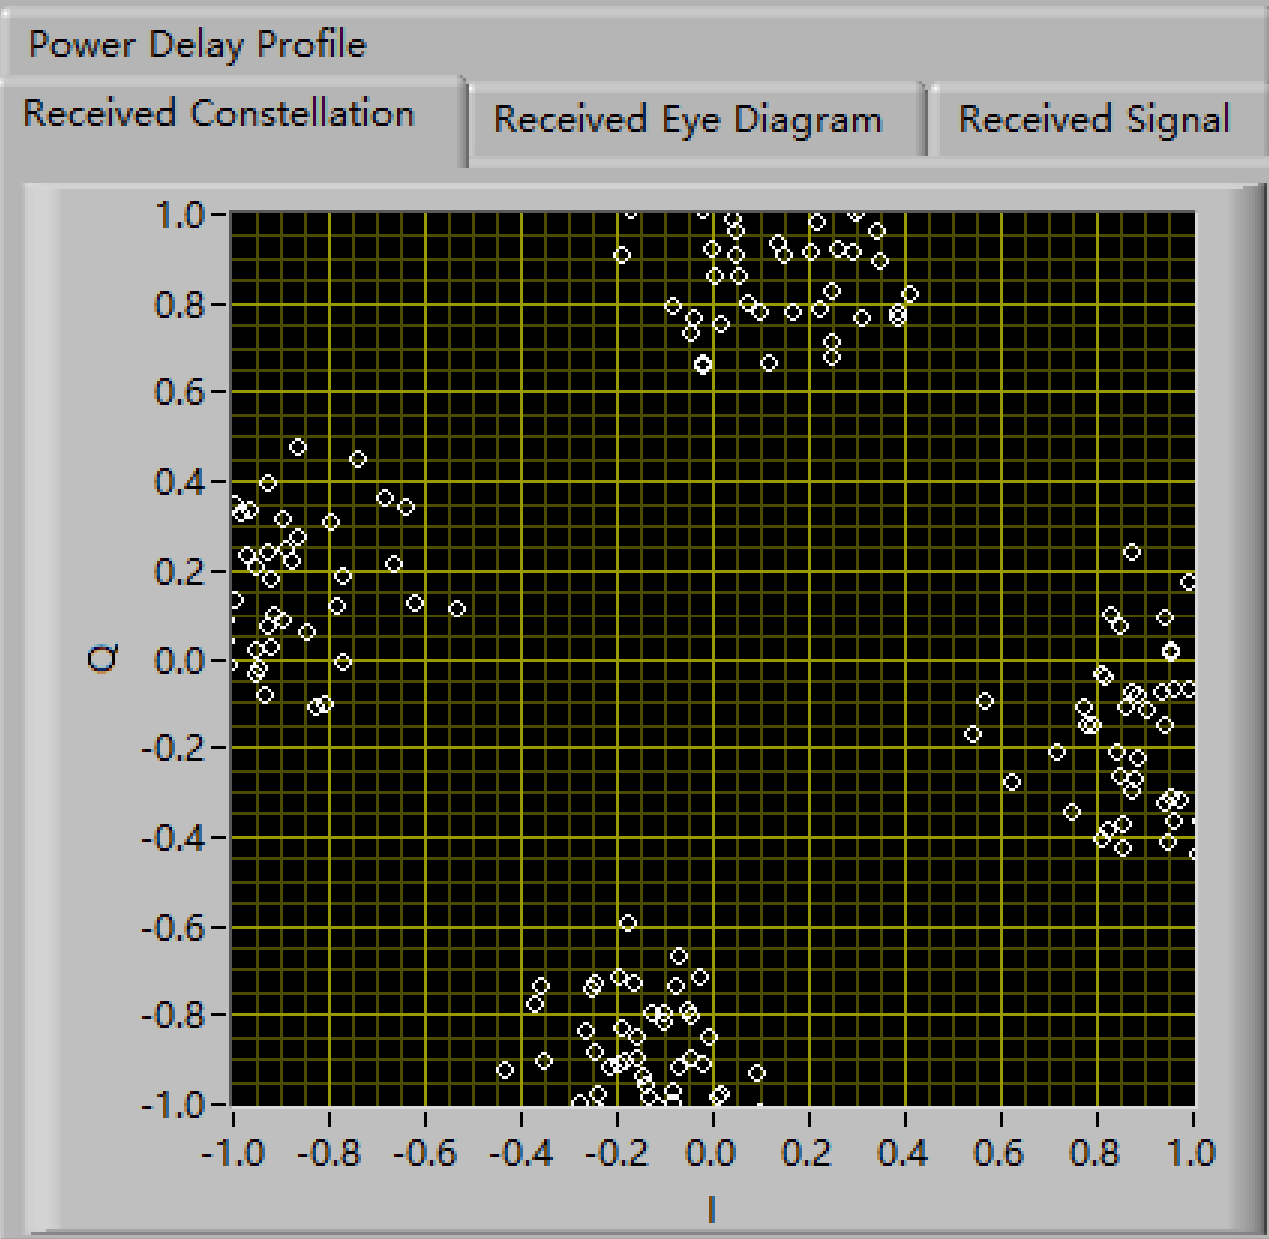 Power Delay Profile
Received Constellation
Received Eye Diagram
Received Signal
1.0
0.8
0.6
0.4
0.2
0.0
-0.2
-0.4
-0.6
-0.8
-1.0
Q
-1.0 -0.8 -0.6 -0.4 -0.2 0.0 0.2 0.4 0.6 0.8 1.0
I